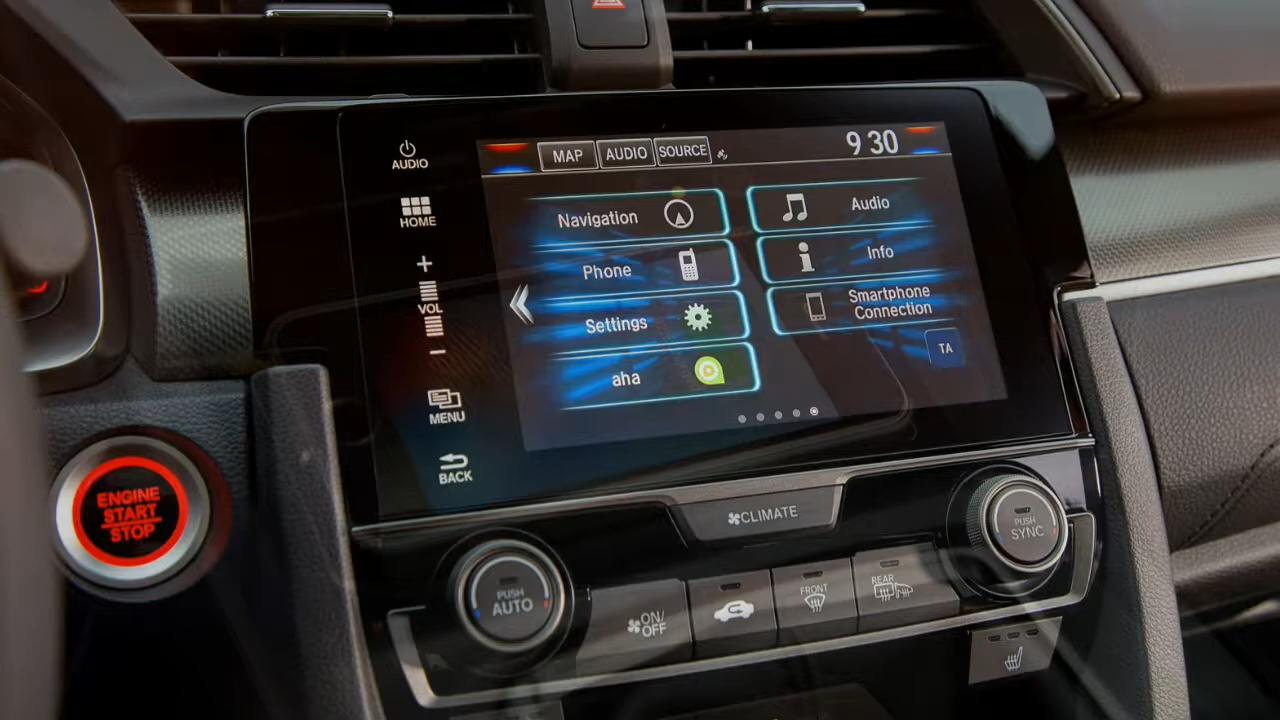 AUDIO
HOME
+
VOL
-
MENU
BACK
MAP
AUDIO
SOURCE
9 30
Navigation
Audio
Phone
Info
Settings
Smartphone
Connection
aha
TA
ENGINE
START
STOP
CLIMATE
PUSH
AUTO
ON/
OFF
FRONT
REAR
PUSH
SYNC